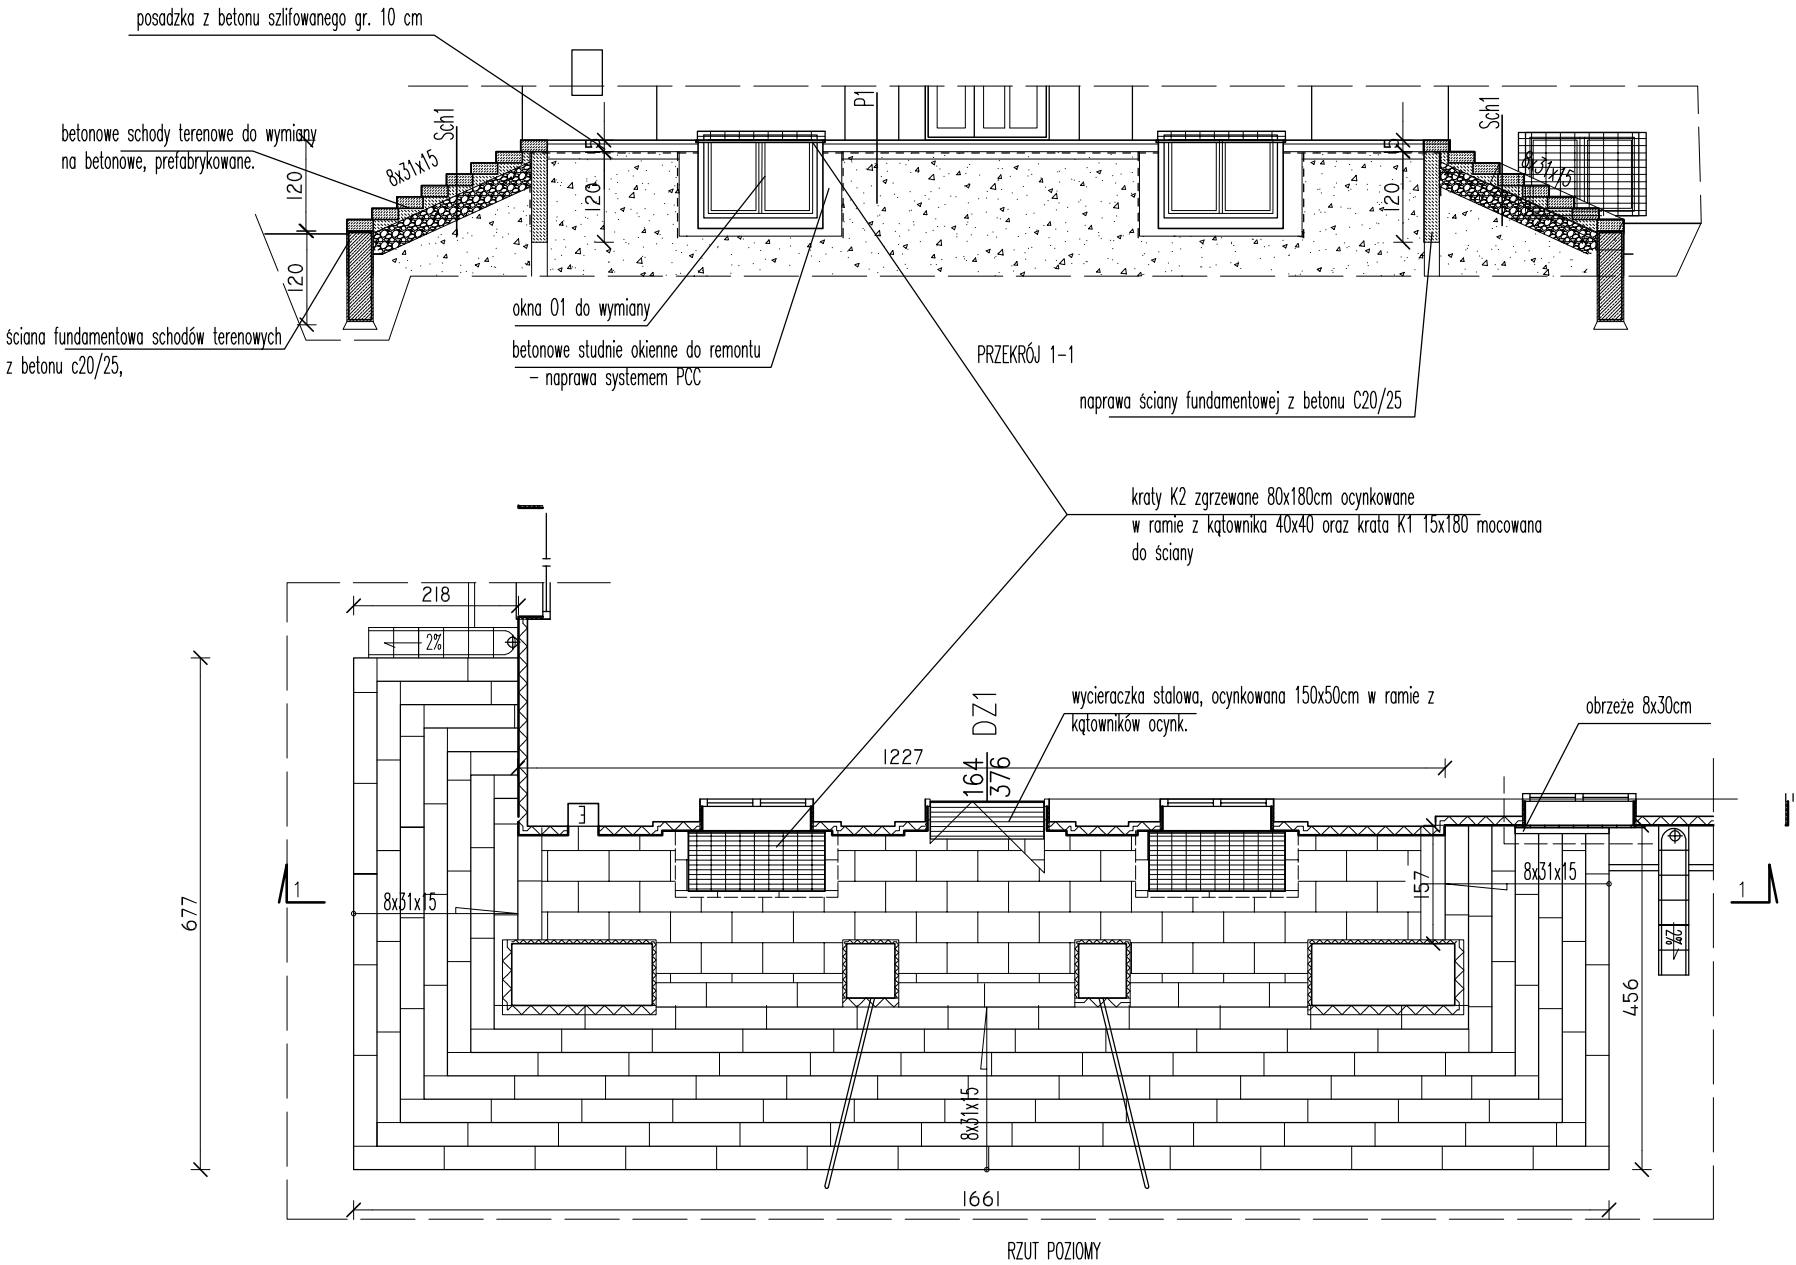 posadzka z betonu szlifowanego gr. 10 cm
betonowe schody terenowe do wymiany
na betonowe, prefabrykowane.
Sch1
8x31x15
15
P1
15
Sch1
8x31x15
120
120
120
120
okna O1 do wymiany
betonowe studnie okienne do remontu
- naprawa systemem PCC
ściana fundamentowa schodów terenowych
z betonu c20/25,
PRZEKRÓJ 1-1
naprawa ściany fundamentowej z betonu C20/25
kraty K2 zgrzewane 80x180cm ocynkowane
w ramie z kątownika 40x40 oraz krata K1 15x180 mocowana
do ściany
218
2%
wycieraczka stalowa, ocynkowana 150x50cm w ramie z
kątowników ocynk.
obrzeże 8x30cm
DZ1
164
376
1227
E
1
8x31x15
157
8x31x15
1
2%
677
456
8x31x15
1661
RZUT POZIOMY